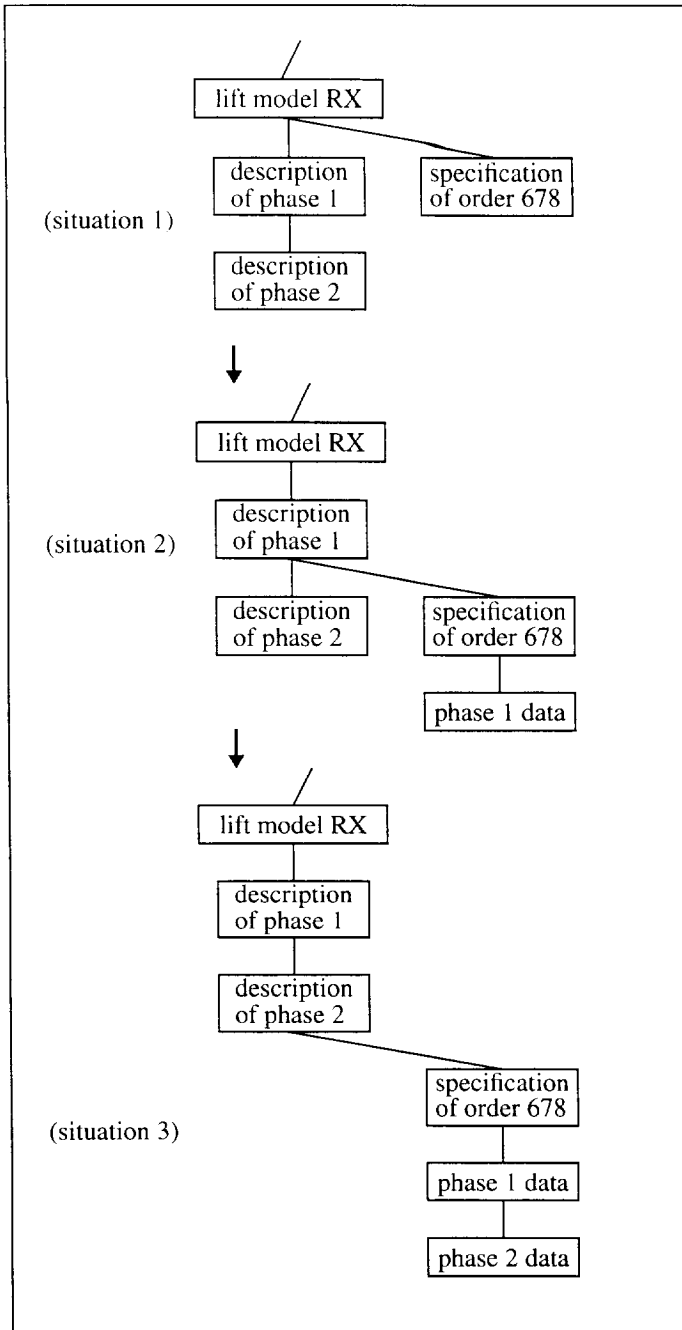 lift model RX
description
of phase 1
specification
of order 678
(situation 1)
description
of phase 2
lift model RX
description
of phase 1
(situation 2)
description
of phase 2
specification
of order 678
phase 1 data
lift model RX
description
of phase 1
description
of phase 2
specification
of order 678
(situation 3)
phase 1 data
phase 2 data